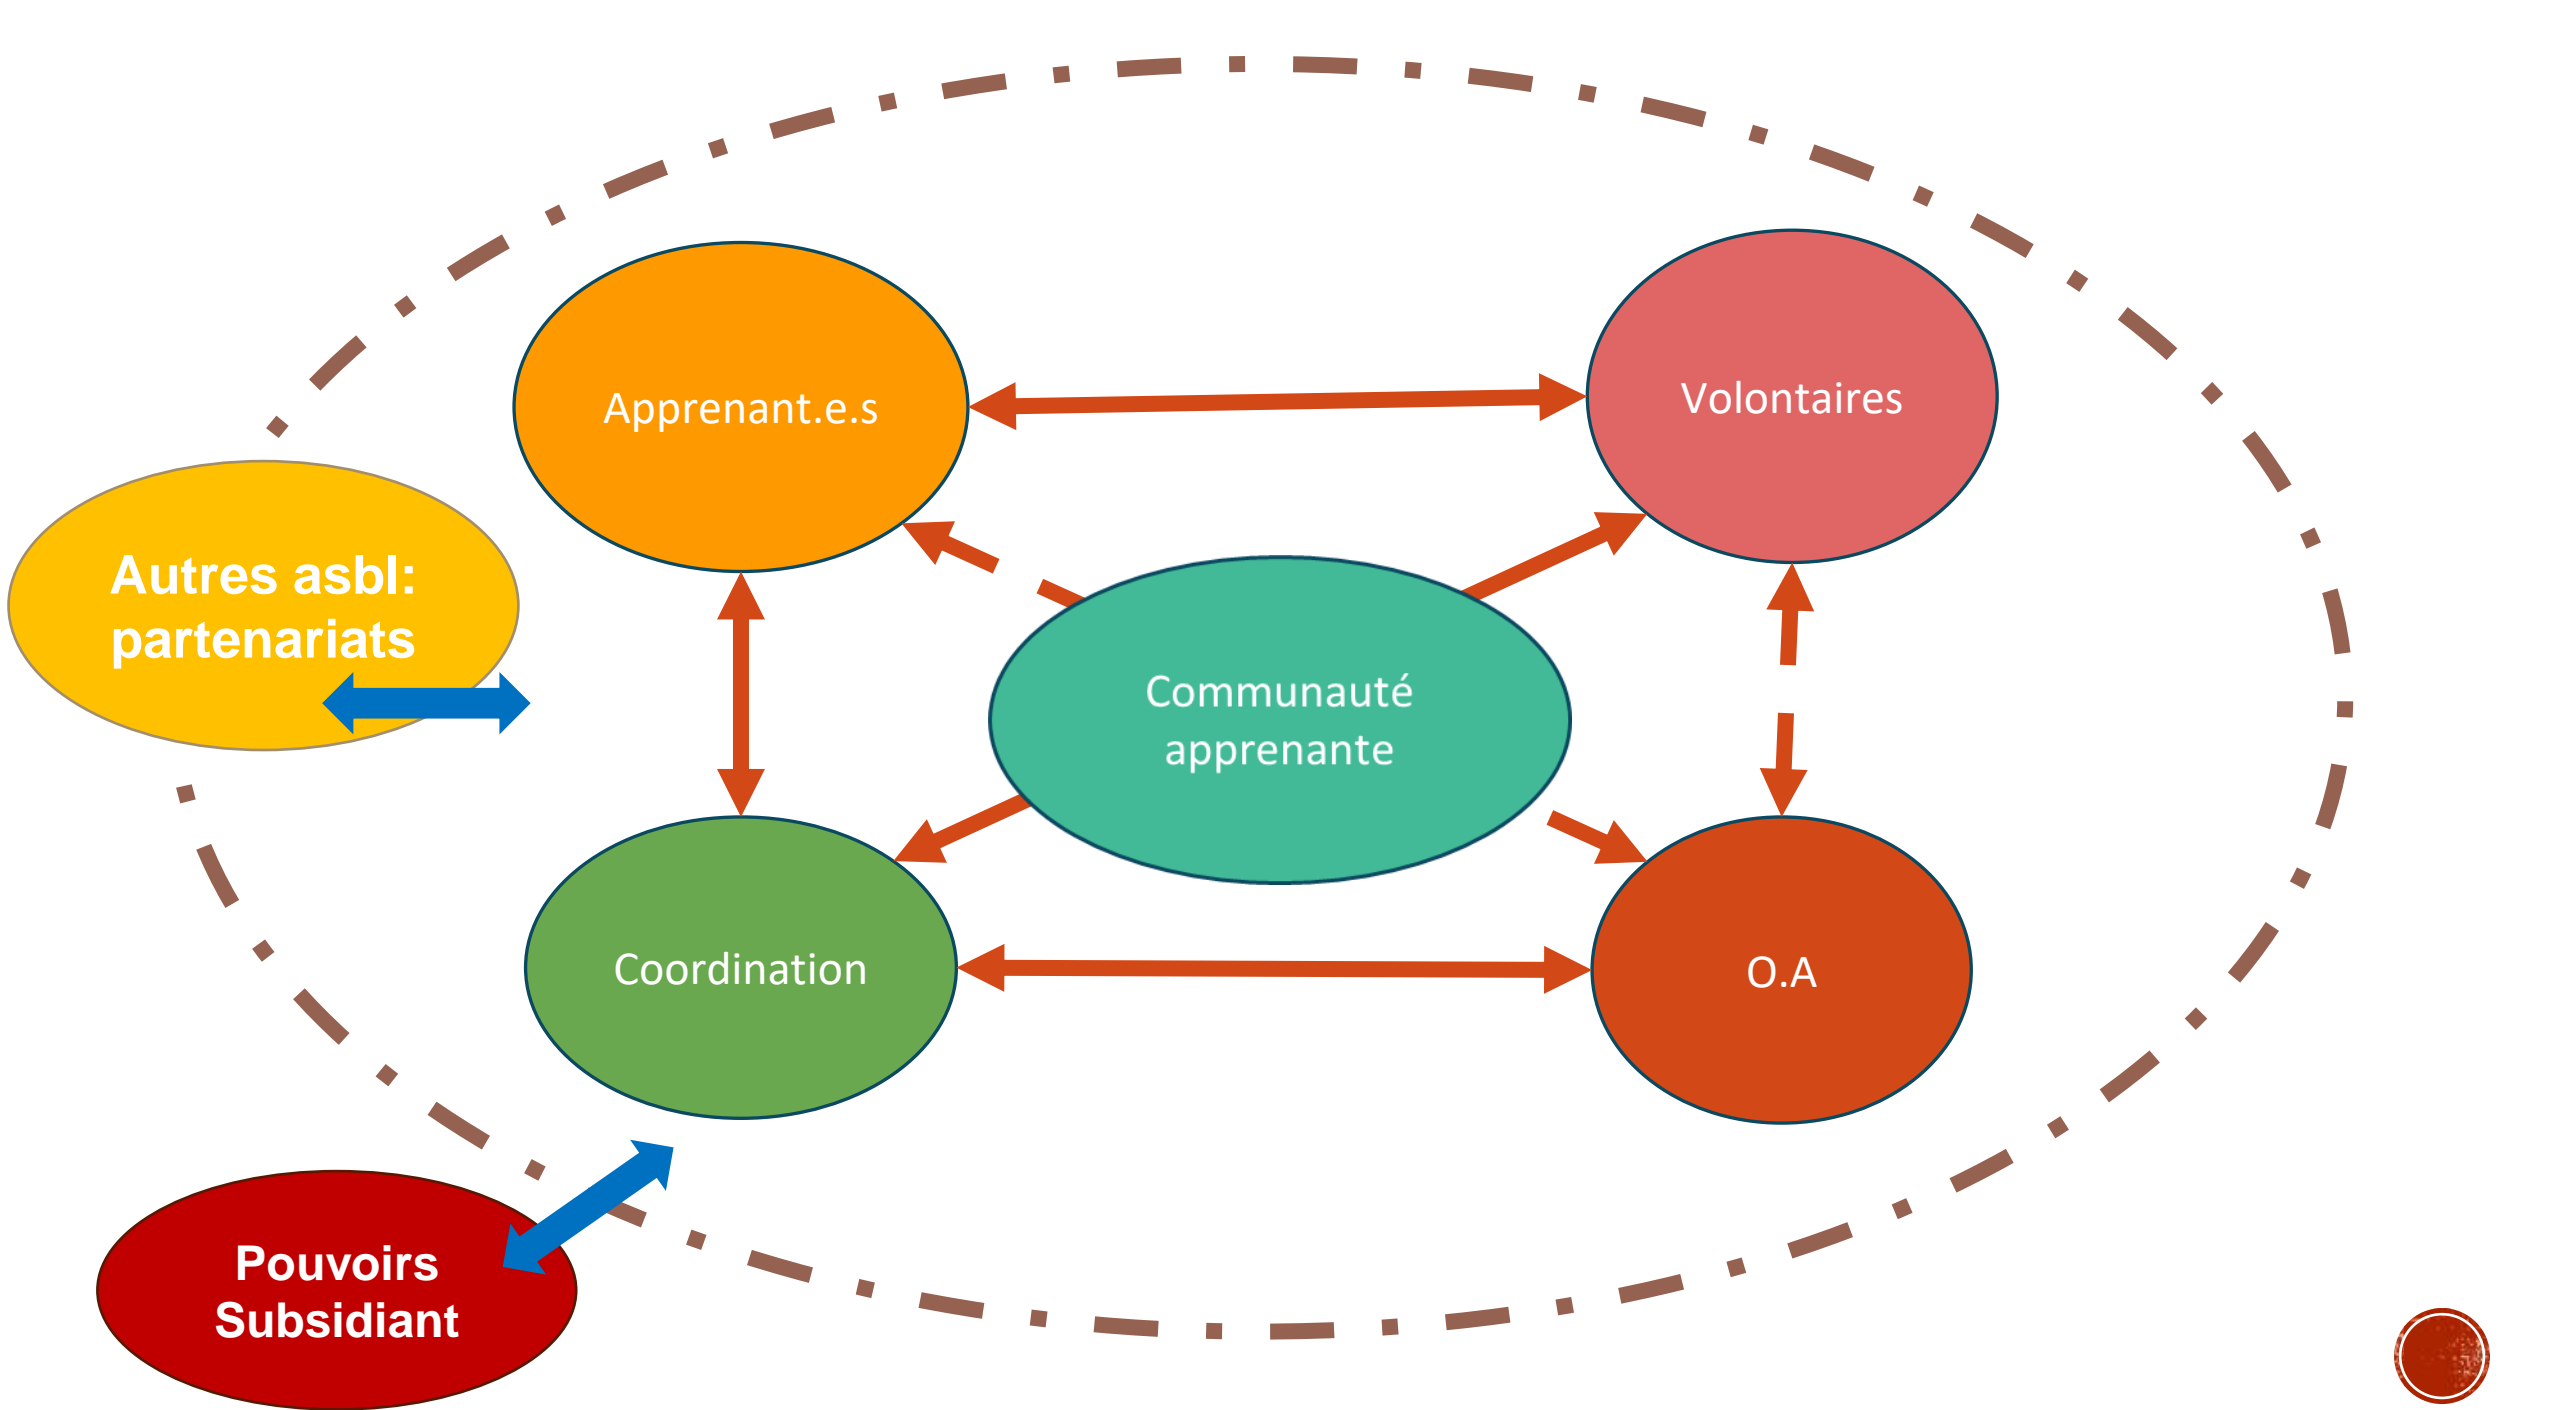 Apprenant.e.s
Volontaires
Autres asbl:
partenariats
Communauté
apprenante
Coordination
O.A
Pouvoirs
Subsidiant